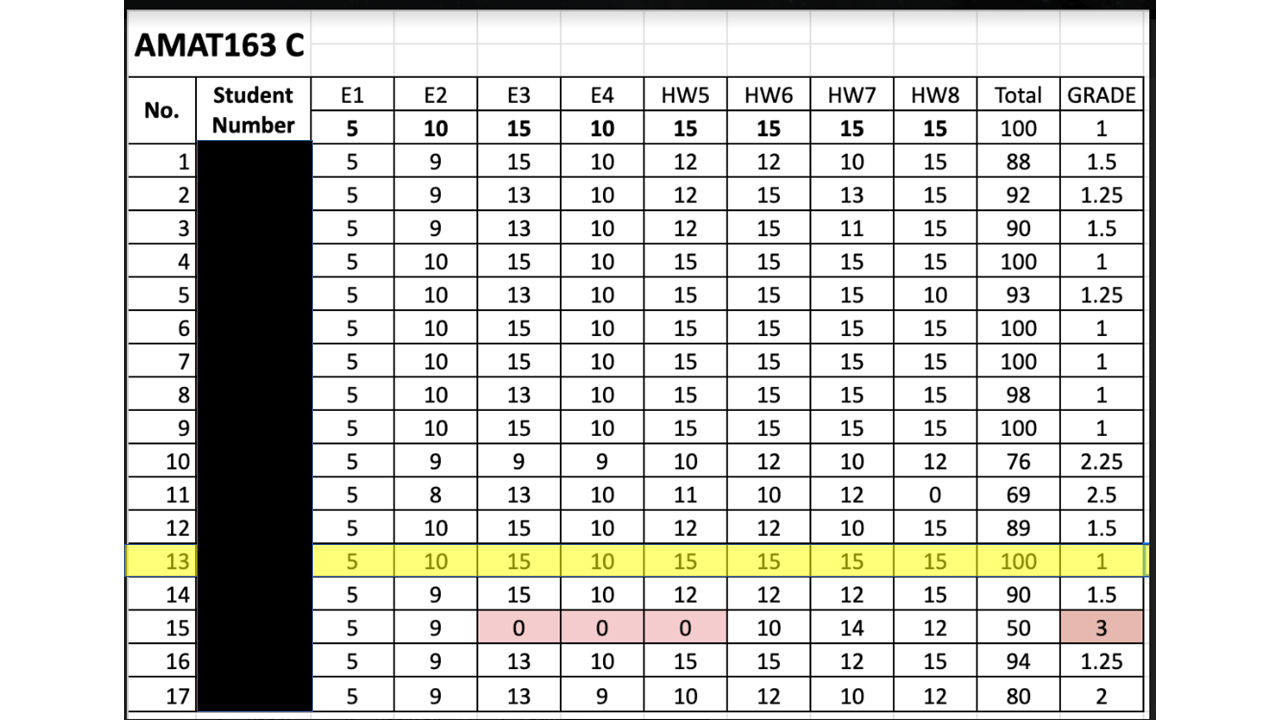 AMAT163 C
No. Student Number E1 E2 E3 E4 HW5 HW6 HW7 HW8 Total GRADE
5 10 15 10 15 15 15 15 100 1
1 5 9 15 10 12 12 10 15 88 1.5
2 5 9 13 10 12 15 13 15 92 1.25
3 5 9 13 10 12 15 11 15 90 1.5
4 5 10 15 10 15 15 15 15 100 1
5 5 10 13 10 15 15 15 10 93 1.25
6 5 10 15 10 15 15 15 15 100 1
7 5 10 15 10 15 15 15 15 100 1
8 5 10 13 10 15 15 15 15 98 1
9 5 10 15 10 15 15 15 15 100 1
10 5 9 9 9 10 12 10 12 76 2.25
11 5 8 13 10 11 10 12 0 69 2.5
12 5 10 15 10 12 12 10 15 89 1.5
13 5 10 15 10 15 15 15 15 100 1
14 5 9 15 10 12 12 12 15 90 1.5
15 5 9 0 0 0 10 14 12 50 3
16 5 9 13 10 15 15 12 15 94 1.25
17 5 9 13 9 10 12 10 12 80 2